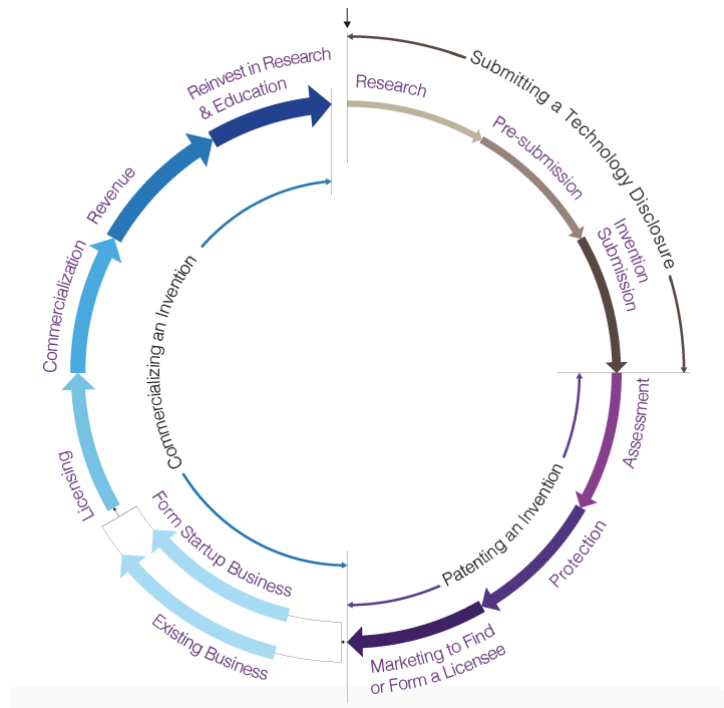 Submitting a Technology Disclosure
Research
Pre-submission
Invention
Submission
Assessment
Patenting an Invention
Protection
Marketing to Find
or Form a Licensee
Form Startup Business
Existing Business
Commercializing an Invention
Licensing
Commercialization
Revenue
Reinvest in Research
& Education